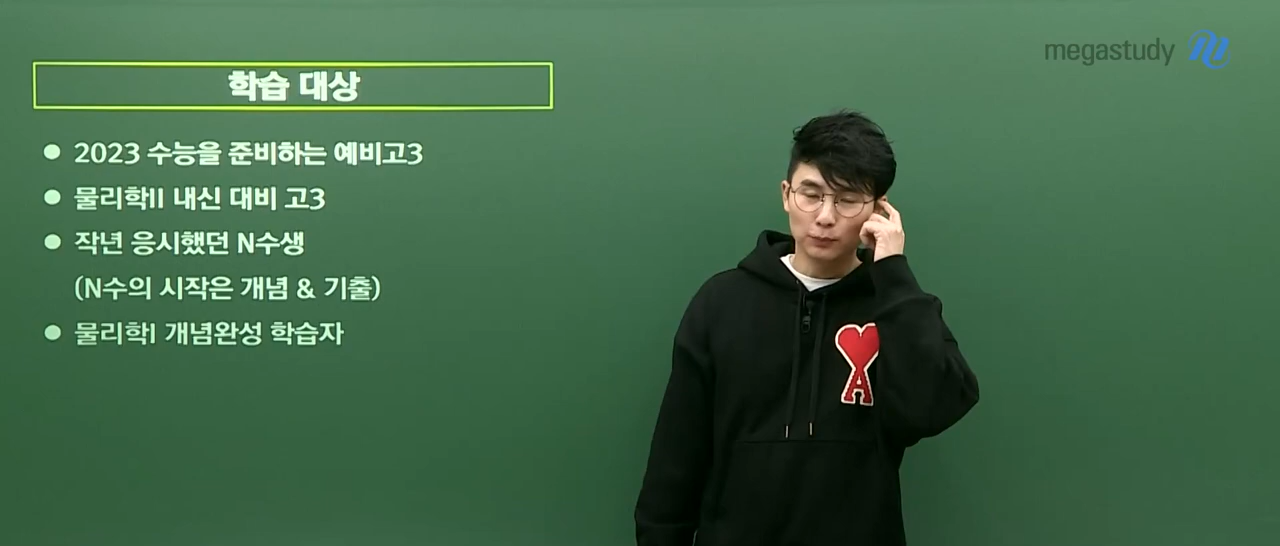 megastudy
학습 대상
● 2023 수능을 준비하는 예비고3
● 물리학II 내신 대비 고3
● 작년 응시했던 N수생
(N수의 시작은 개념 & 기출)
● 물리학I 개념완성 학습자
A